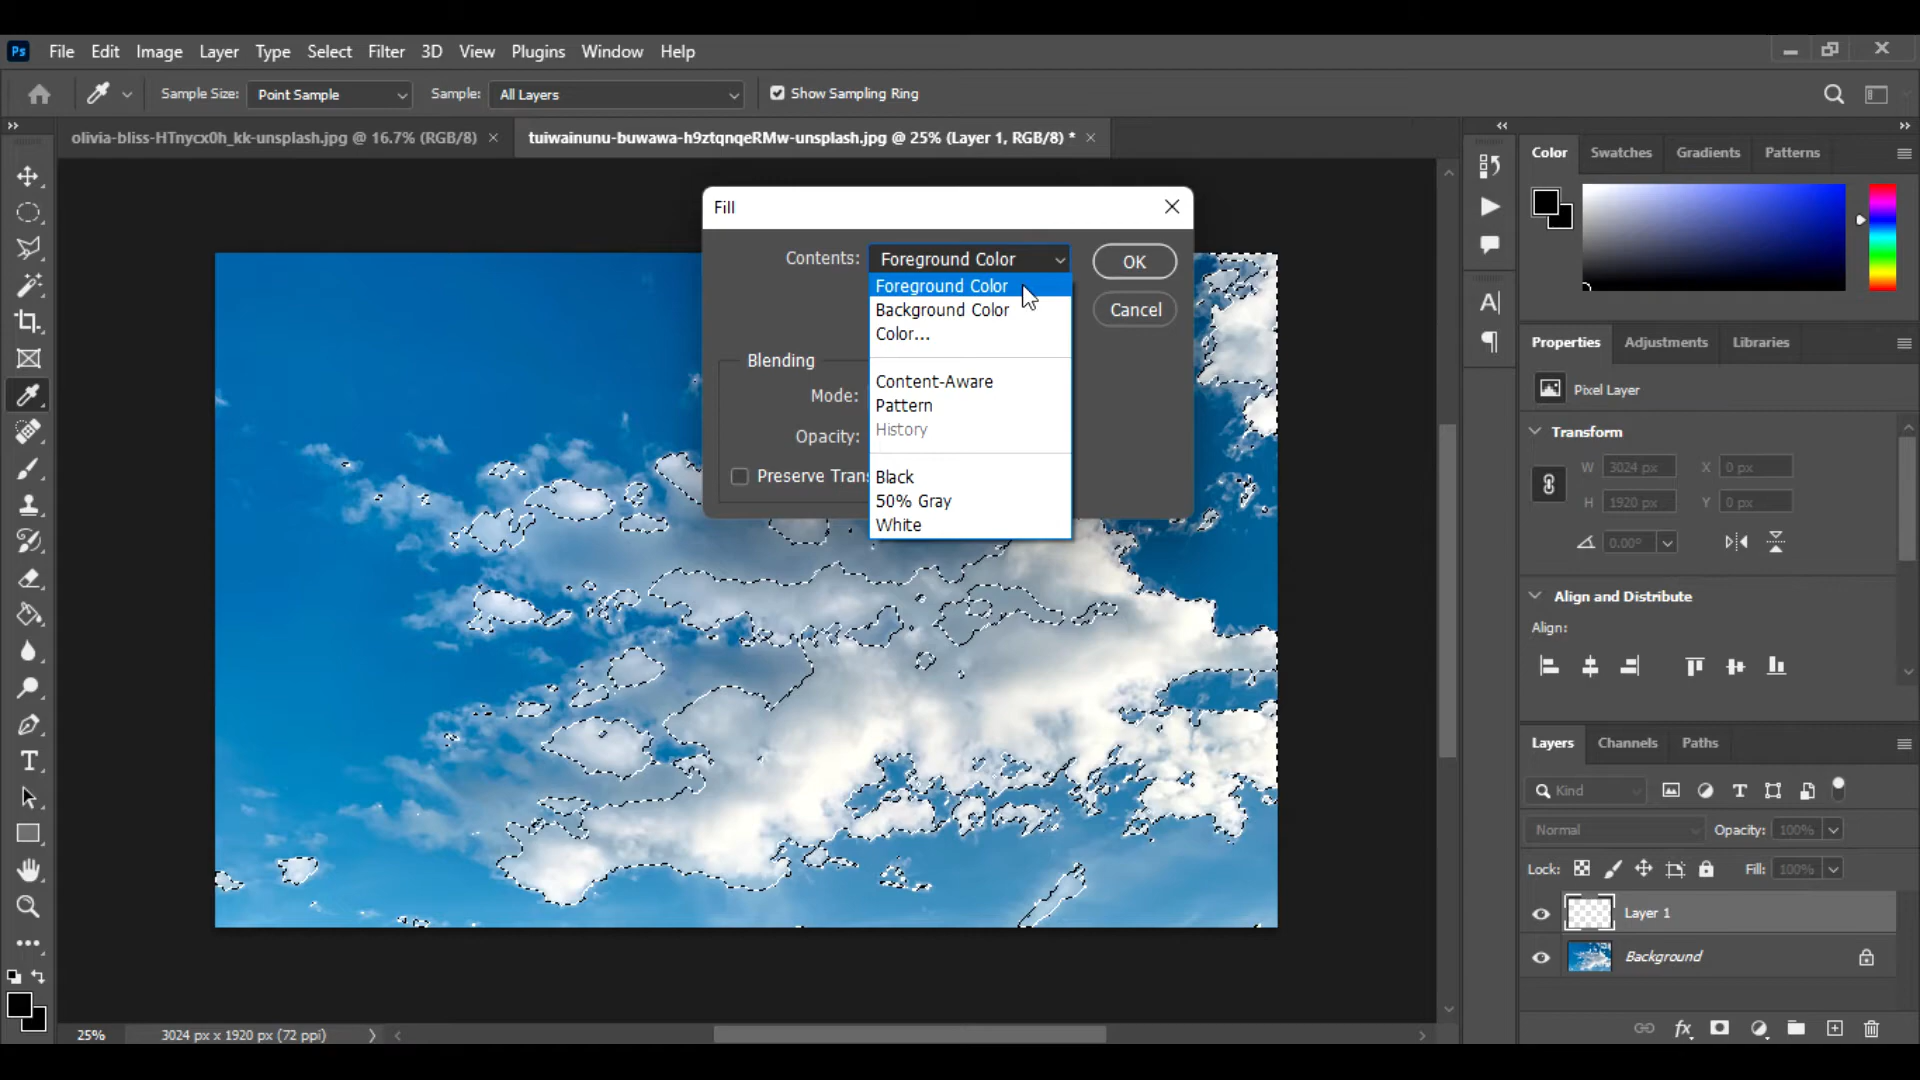 Ps File Edit Image Layer Type Select Filter 3D View Plugins Window Help
Sample Size: Point Sample Sample: All Layers Show Sampling Ring
olivia-bliss-HTnycx0h_kk-unsplash.jpg @ 16.7% (RGB/8) × tuiwainunu-buwawa-h9ztqnqeRMw-unsplash.jpg @ 25% (Layer 1, RGB/8) * ×
Color Swatches Gradients Patterns
Fill
Contents: Foreground Color OK
Foreground Color
Background Color Cancel
Color...
Blending
Content-Aware
Mode:
Pattern
History
Opacity:
Preserve Trans
Black
50% Gray
White
Properties Adjustments Libraries
Pixel Layer
Transform
W 3024 px X 0 px
H 1920 px Y 0 px
0.00°
Align and Distribute
Align:
Layers Channels Paths
Kind
Normal Opacity: 100%
Lock: Fill: 100%
Layer 1
Background
25% 3024 px x 1920 px (72 ppi)